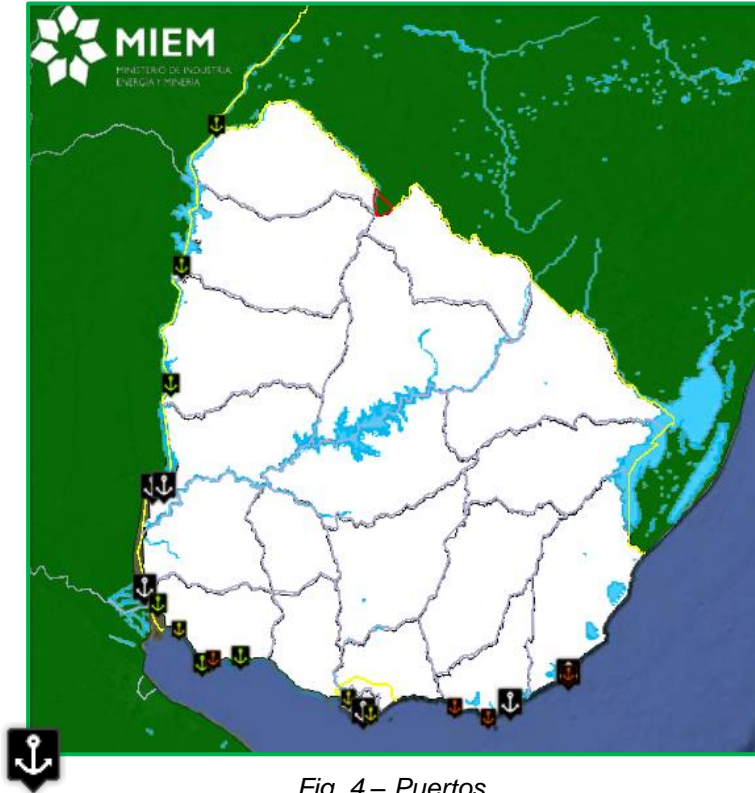 MIEM
MINISTERIO DE INDUSTRIA,
ENERGÍA Y MINERÍA
Fig. 4 – Puertos